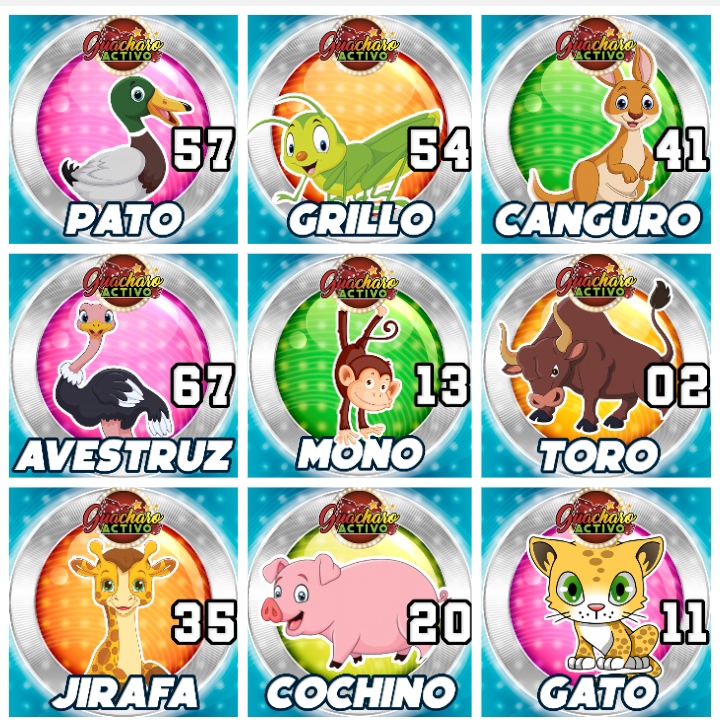 Guacharo
ACTIVO
57
PATO
Guacharo
ACTIVO
54
GRILLO
Guacharo
ACTIVO
41
CANGURO
Guacharo
ACTIVO
67
AVESTRUZ
Guacharo
ACTIVO
13
MONO
Guacharo
ACTIVO
02
TORO
Guacharo
ACTIVO
35
JIRAFA
Guacharo
ACTIVO
20
COCHINO
Guacharo
ACTIVO
11
GATO